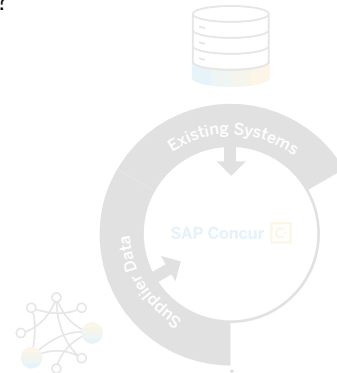 ?
Existing Systems
SAP Concur C.
Supplier Data